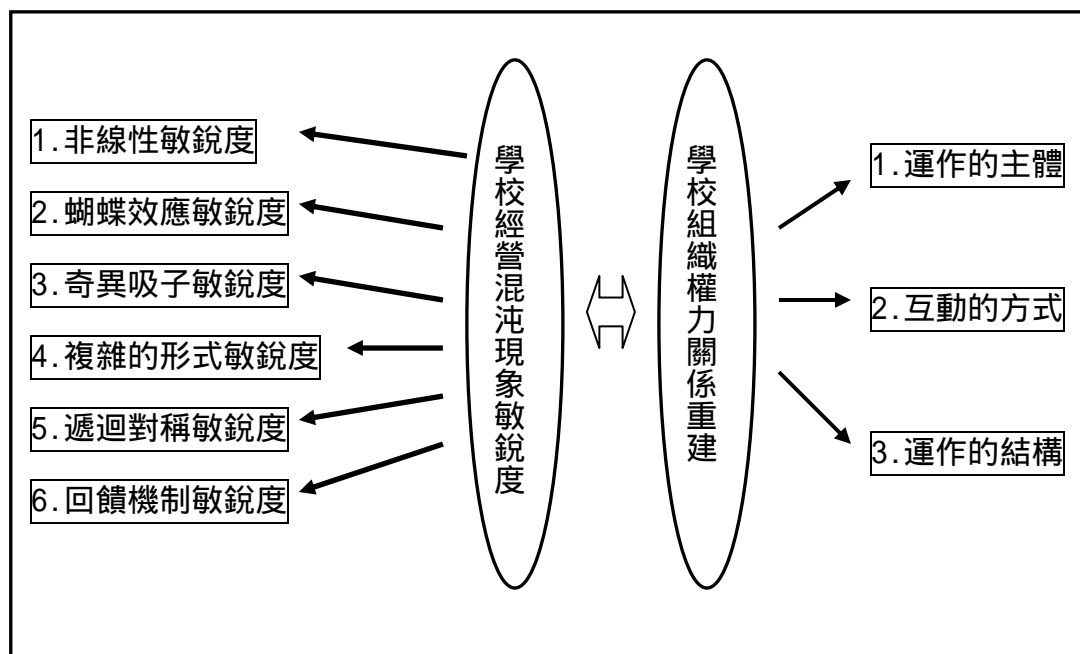 1.非線性敏銳度
2.蝴蝶效應敏銳度
3.奇異吸子敏銳度
4.複雜的形式敏銳度
5.遞迴對稱敏銳度
6.回饋機制敏銳度
學校經營混沌現象敏銳度
學校組織權力關係重建
1.運作的主體
2.互動的方式
3.運作的結構